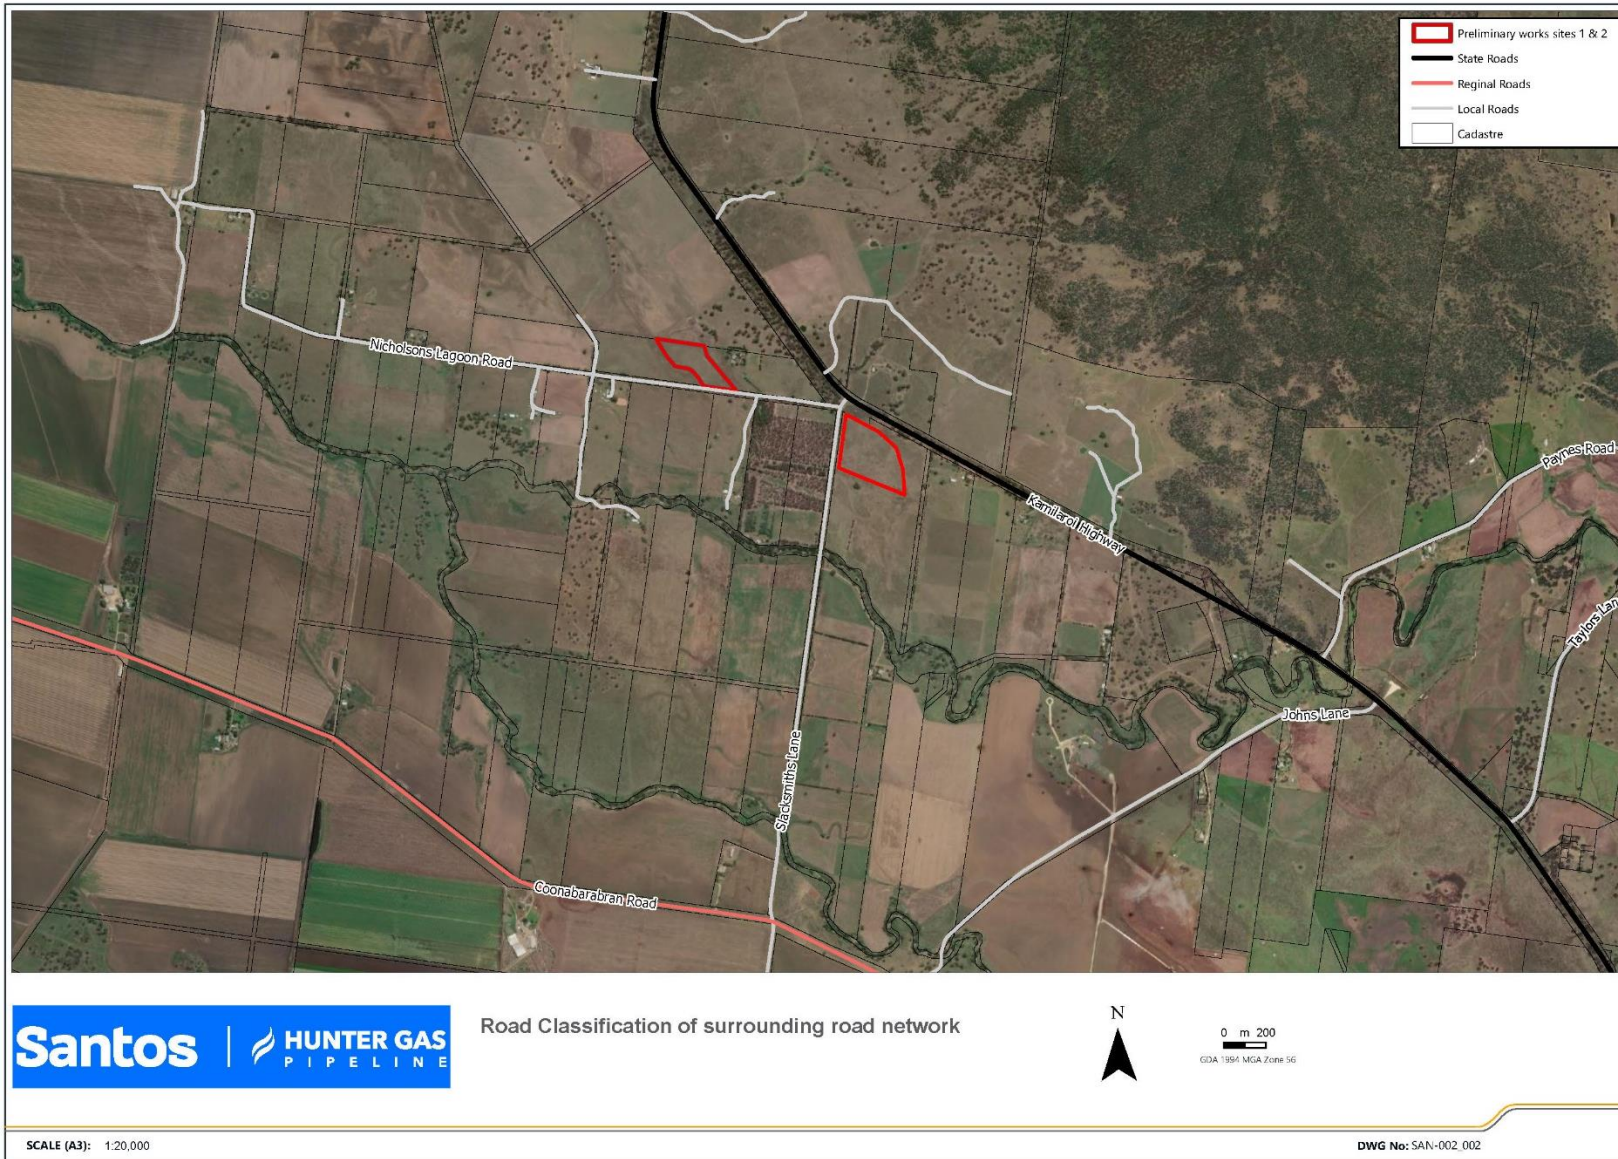 Preliminary works sites 1 & 2
State Roads
Reginal Roads
Local Roads
Cadastre
Nicholsons Lagoon Road
Kamilaroi Highway
Paynes Road
Taylors Lan
Johns Lane
Slacksmiths Lane
Coonabarabran Road
Santos
HUNTER GAS
PIPELINE
Road Classification of surrounding road network
N
0 m 200
GDA 1994 MGA Zone 56
SCALE (A3): 1:20,000
DWG No: SAN-002_002